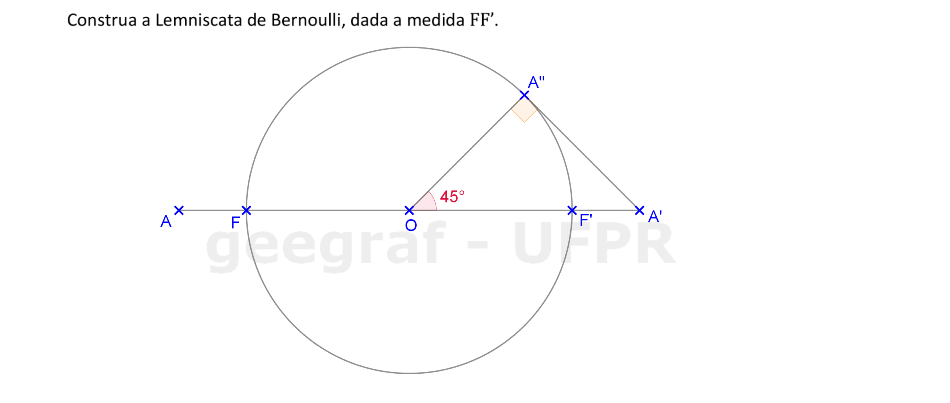 Construa a Lemniscata de Bernoulli, dada a medida FF’.
A"
45°
A
F
O
F'
A'
geegraf - UFPR